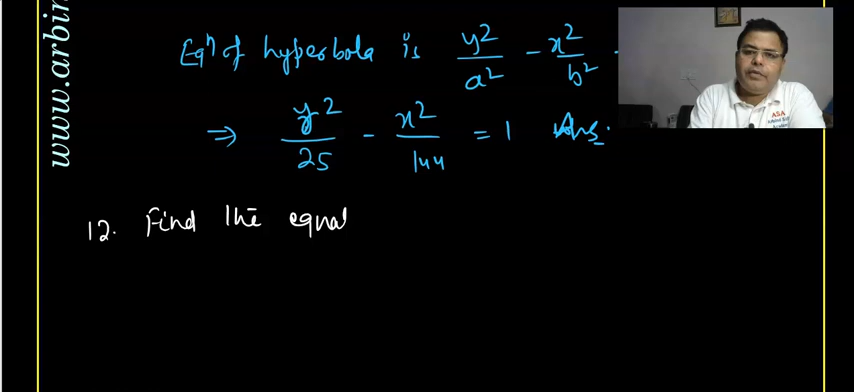 www.arbin
Eqⁿ of hyperbola is y²/a² - x²/b²
⇒ y²/25 - x²/144 = 1 Ans.
12. Find the equat
ASA